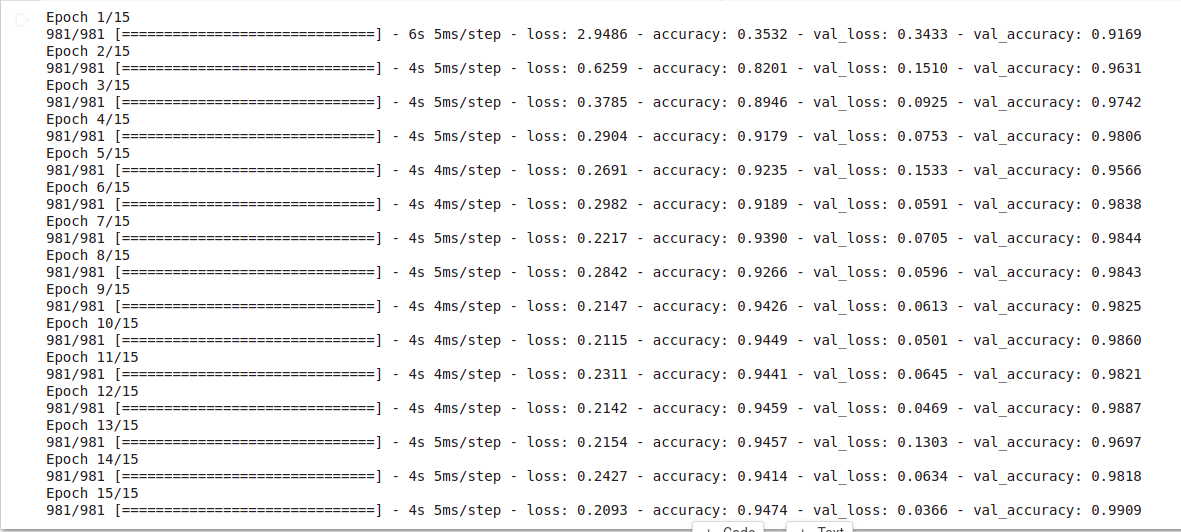 Epoch 1/15
981/981 [==============================] - 6s 5ms/step - loss: 2.9486 - accuracy: 0.3532 - val_loss: 0.3433 - val_accuracy: 0.9169
Epoch 2/15
981/981 [==============================] - 4s 5ms/step - loss: 0.6259 - accuracy: 0.8201 - val_loss: 0.1510 - val_accuracy: 0.9631
Epoch 3/15
981/981 [==============================] - 4s 5ms/step - loss: 0.3785 - accuracy: 0.8946 - val_loss: 0.0925 - val_accuracy: 0.9742
Epoch 4/15
981/981 [==============================] - 4s 5ms/step - loss: 0.2904 - accuracy: 0.9179 - val_loss: 0.0753 - val_accuracy: 0.9806
Epoch 5/15
981/981 [==============================] - 4s 4ms/step - loss: 0.2691 - accuracy: 0.9235 - val_loss: 0.1533 - val_accuracy: 0.9566
Epoch 6/15
981/981 [==============================] - 4s 4ms/step - loss: 0.2982 - accuracy: 0.9189 - val_loss: 0.0591 - val_accuracy: 0.9838
Epoch 7/15
981/981 [==============================] - 4s 5ms/step - loss: 0.2217 - accuracy: 0.9390 - val_loss: 0.0705 - val_accuracy: 0.9844
Epoch 8/15
981/981 [==============================] - 4s 5ms/step - loss: 0.2842 - accuracy: 0.9266 - val_loss: 0.0596 - val_accuracy: 0.9843
Epoch 9/15
981/981 [==============================] - 4s 4ms/step - loss: 0.2147 - accuracy: 0.9426 - val_loss: 0.0613 - val_accuracy: 0.9825
Epoch 10/15
981/981 [==============================] - 4s 4ms/step - loss: 0.2115 - accuracy: 0.9449 - val_loss: 0.0501 - val_accuracy: 0.9860
Epoch 11/15
981/981 [==============================] - 4s 4ms/step - loss: 0.2311 - accuracy: 0.9441 - val_loss: 0.0645 - val_accuracy: 0.9821
Epoch 12/15
981/981 [==============================] - 4s 4ms/step - loss: 0.2142 - accuracy: 0.9459 - val_loss: 0.0469 - val_accuracy: 0.9887
Epoch 13/15
981/981 [==============================] - 4s 5ms/step - loss: 0.2154 - accuracy: 0.9457 - val_loss: 0.1303 - val_accuracy: 0.9697
Epoch 14/15
981/981 [==============================] - 4s 5ms/step - loss: 0.2427 - accuracy: 0.9414 - val_loss: 0.0634 - val_accuracy: 0.9818
Epoch 15/15
981/981 [==============================] - 4s 5ms/step - loss: 0.2093 - accuracy: 0.9474 - val_loss: 0.0366 - val_accuracy: 0.9909
+ Code + Text